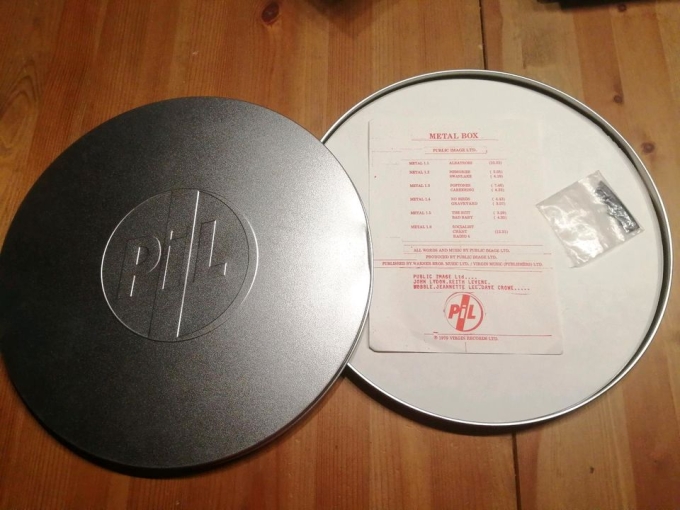 PiL
METAL BOX
PUBLIC IMAGE LTD.
METAL 1.1 ALBATROSS (10.33)
METAL 1.2 MEMORIES
SWANLAKE
METAL 1.3 POPTONES
CAREERING
METAL 1.4 NO BIRDS
GRAVEYARD
METAL 1.5 THE SUIT
BAD BABY
METAL 1.6 SOCIALIST
CHANT
RADIO 4
ALL WORDS AND MUSIC BY PUBLIC IMAGE LTD.
PRODUCED BY PUBLIC IMAGE LTD.
PUBLISHED BY WARNER BROS. MUSIC LTD. / VIRGIN MUSIC (PUBLISHERS) LTD.
PUBLIC IMAGE Ltd....
JOHN LYDON, KEITH LEVENE,
WOBBLE, JEANNETTE LEE, DAVE CROWE.....
PiL
© 1979 VIRGIN RECORDS LTD.